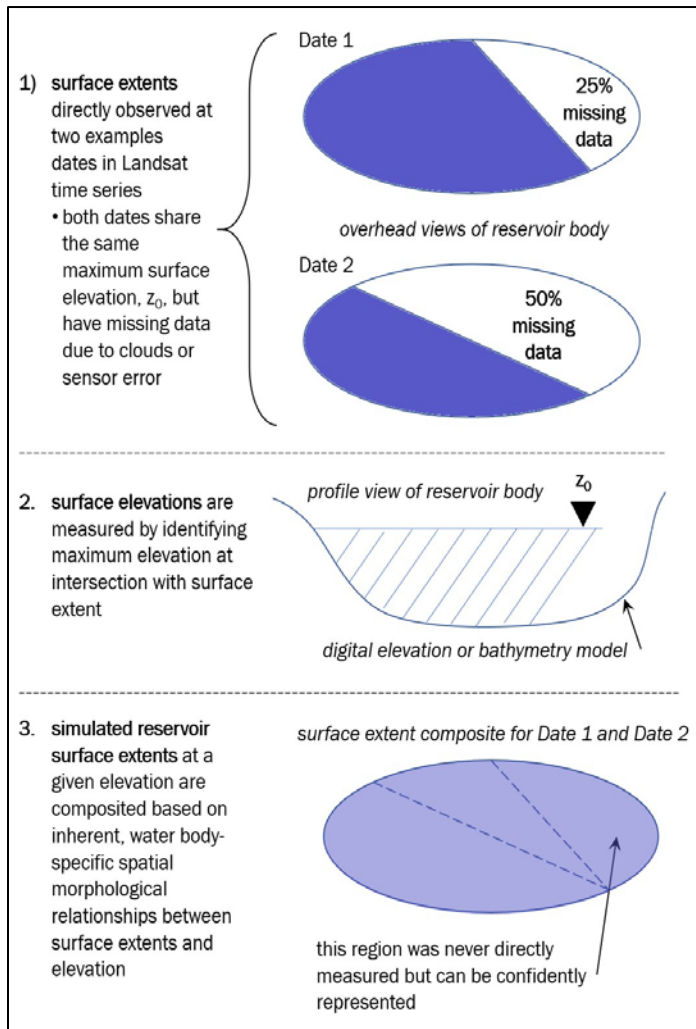 Date 1
1) surface extents
directly observed at
two examples
dates in Landsat
time series
• both dates share
the same
maximum surface
elevation, z₀, but
have missing data
due to clouds or
sensor error
25%
missing
data
overhead views of reservoir body
Date 2
50%
missing
data
2. surface elevations are
measured by identifying
maximum elevation at
intersection with surface
extent
profile view of reservoir body
z₀
digital elevation or bathymetry model
3. simulated reservoir
surface extents at a
given elevation are
composited based on
inherent, water body-
specific spatial
morphological
relationships between
surface extents and
elevation
surface extent composite for Date 1 and Date 2
this region was never directly
measured but can be confidently
represented